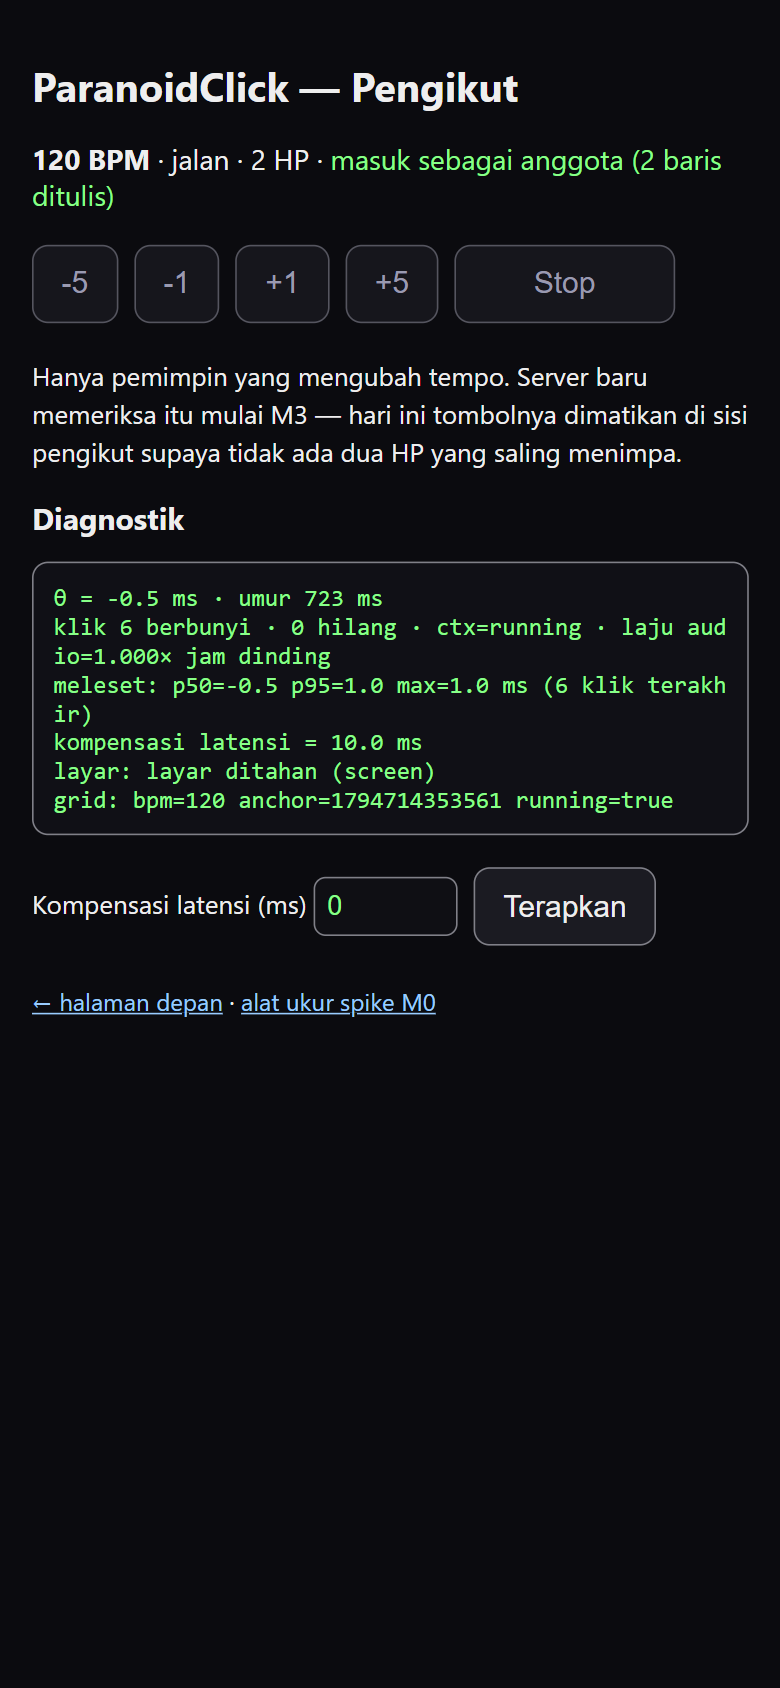 ParanoidClick — Pengikut
120 BPM · jalan · 2 HP · masuk sebagai anggota (2 baris
ditulis)
-5 -1 +1 +5 Stop
Hanya pemimpin yang mengubah tempo. Server baru
memeriksa itu mulai M3 — hari ini tombolnya dimatikan di sisi
pengikut supaya tidak ada dua HP yang saling menimpa.
Diagnostik
θ = -0.5 ms · umur 723 ms
klik 6 berbunyi · 0 hilang · ctx=running · laju aud
io=1.000× jam dinding
meleset: p50=-0.5 p95=1.0 max=1.0 ms (6 klik terakh
ir)
kompensasi latensi = 10.0 ms
layar: layar ditahan (screen)
grid: bpm=120 anchor=1794714353561 running=true
Kompensasi latensi (ms) 0 Terapkan
← halaman depan · alat ukur spike M0